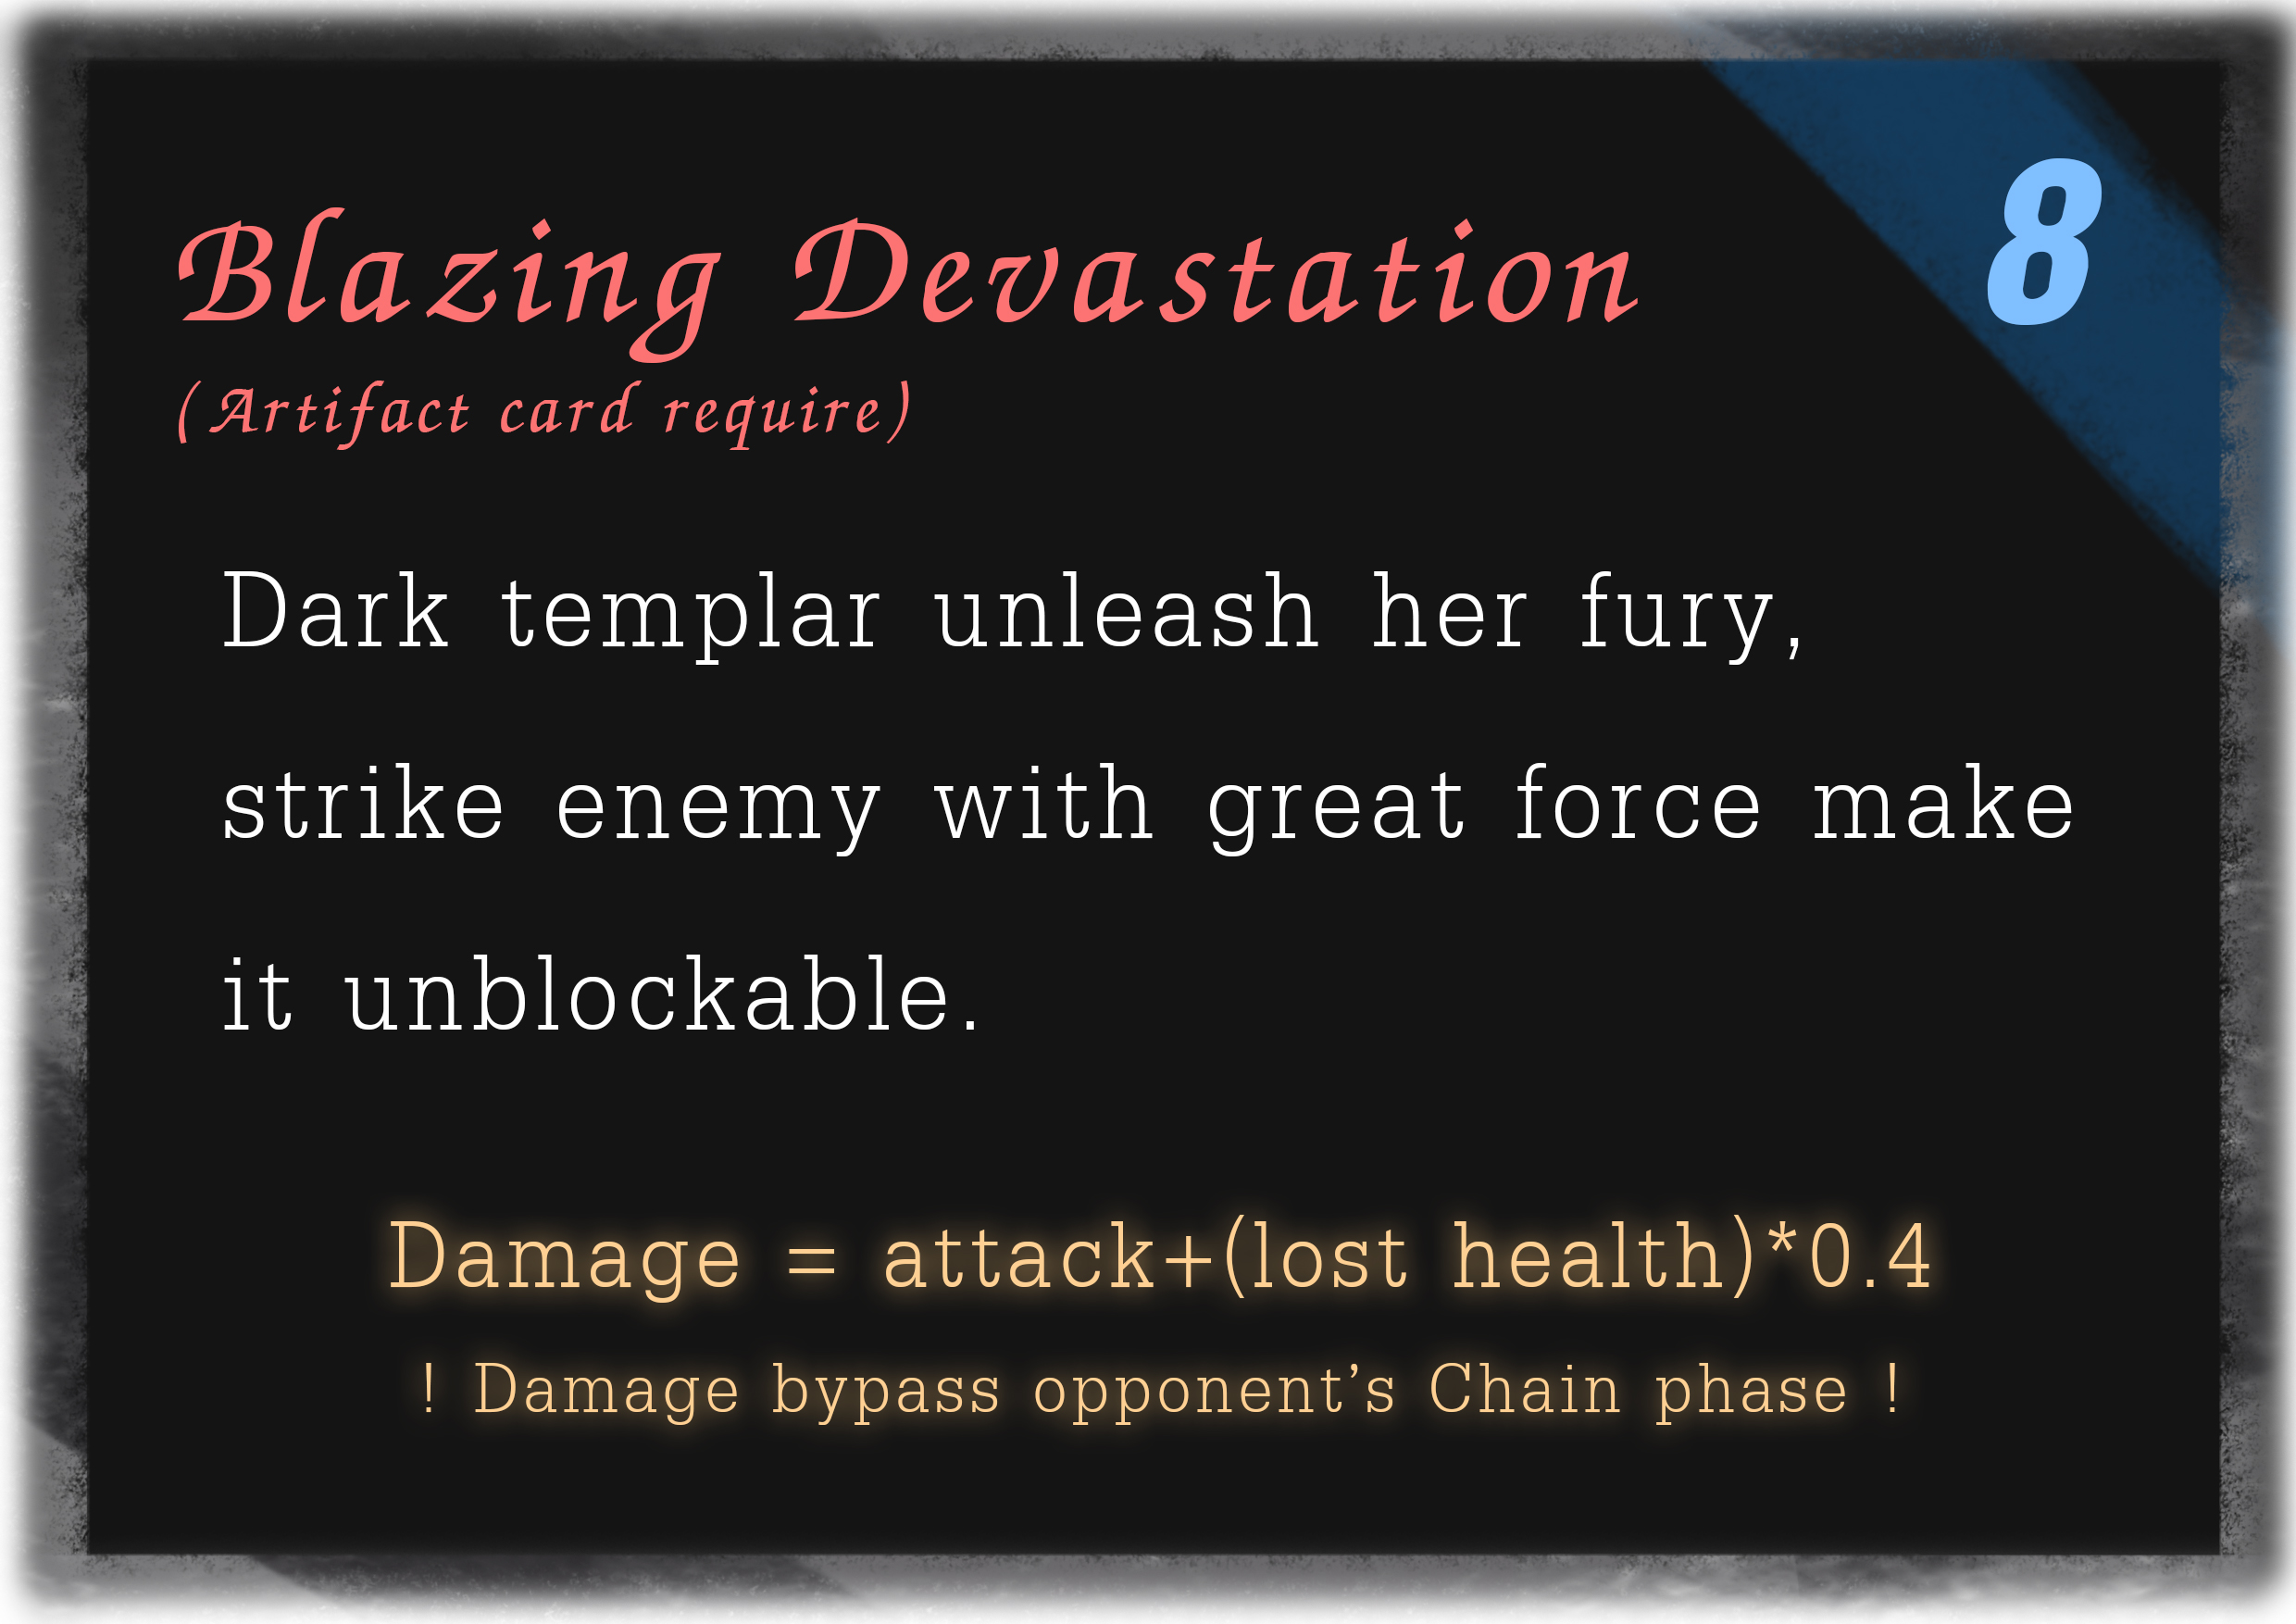 Blazing Devastation
8
(Artifact card require)
Dark templar unleash her fury,
strike enemy with great force make
it unblockable.
Damage = attack+(lost health)*0.4
! Damage bypass opponent’s Chain phase !